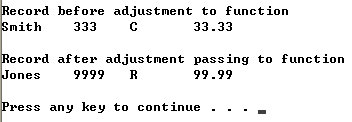 Record before adjustment to function
Smith    333    C       33.33
Record after adjustment passing to function
Jones    9999   R       99.99
Press any key to continue . . .